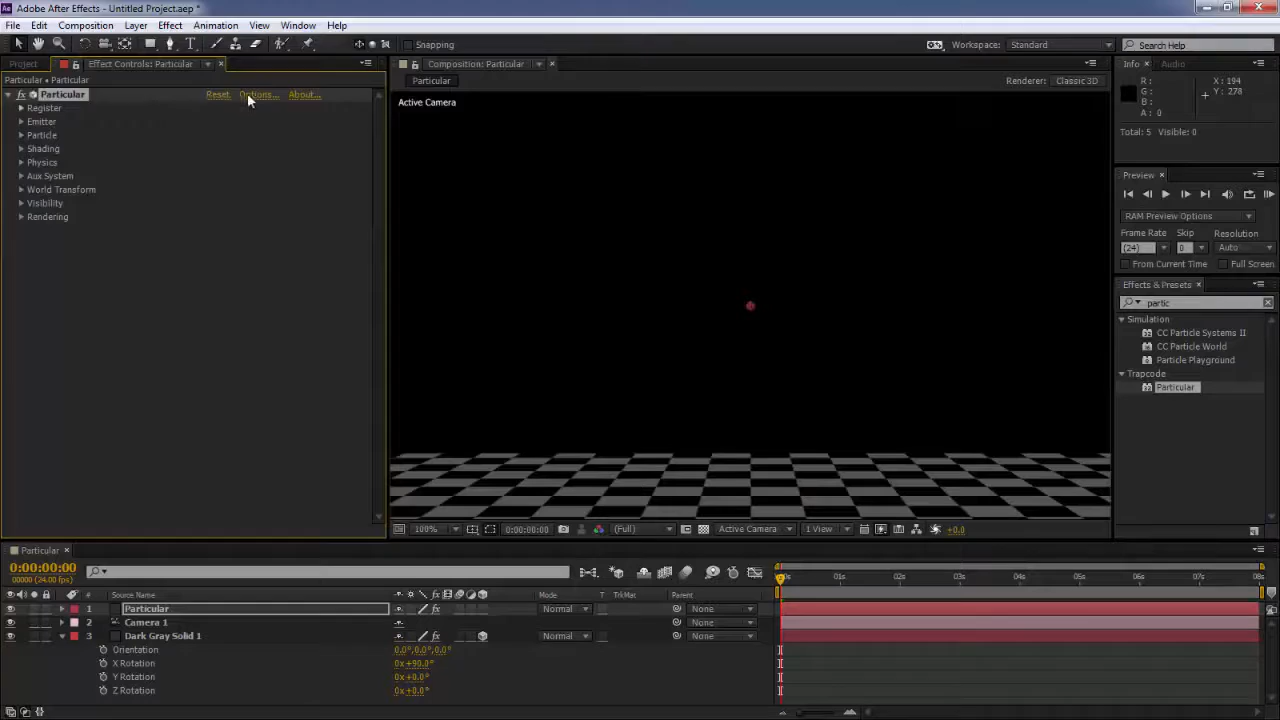 Adobe After Effects - Untitled Project.aep *
File Edit Composition Layer Effect Animation View Window Help
Snapping
Workspace: Standard
Search Help
Project
Effect Controls: Particular
Particular • Particular
fx Particular Reset Options... About...
Register
Emitter
Particle
Shading
Physics
Aux System
World Transform
Visibility
Rendering
Composition: Particular
Particular
Renderer: Classic 3D
Active Camera
100% 0:00:00:00 (Full) Active Camera 1 View +0.0
Info Audio
R : X : 194
G : Y : 278
B :
A : 0
Total: 5 Visible: 0
Preview
RAM Preview Options
Frame Rate Skip Resolution
(24) 0 Auto
From Current Time Full Screen
Effects & Presets
partic
Simulation
CC Particle Systems II
CC Particle World
Particle Playground
Trapcode
Particular
Particular
0:00:00:00
00000 (24.00 fps)
01s 02s 03s 04s 05s 06s 07s 08s
# Source Name Mode T TrkMat Parent
1 Particular Normal None
2 Camera 1 None
3 Dark Gray Solid 1 Normal None
Orientation 0.0°,0.0°,0.0°
X Rotation 0x+90.0°
Y Rotation 0x+0.0°
Z Rotation 0x+0.0°